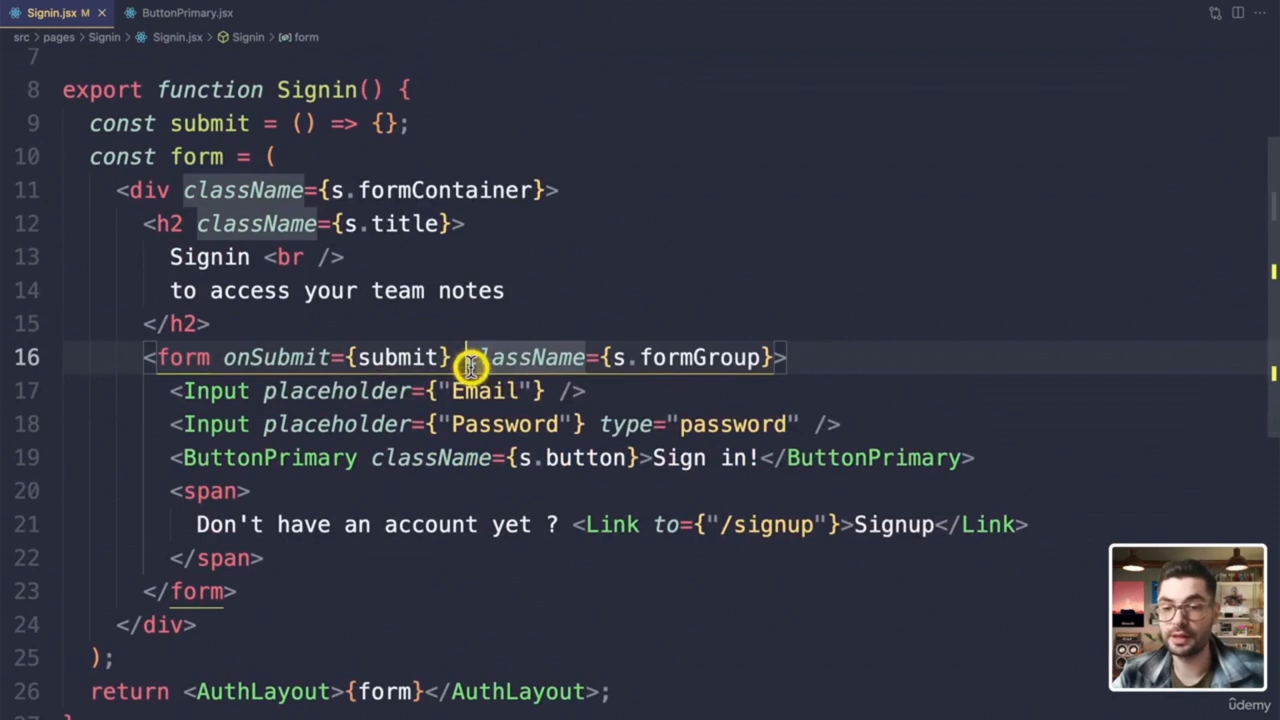 Signin.jsx M × ButtonPrimary.jsx ...
src > pages > Signin > Signin.jsx > Signin > form
7
8 export function Signin() {
9 const submit = () => {};
10 const form = (
11 <div className={s.formContainer}>
12 <h2 className={s.title}>
13 Signin <br />
14 to access your team notes
15 </h2>
16 <form onSubmit={submit} className={s.formGroup}>
17 <Input placeholder={"Email"} />
18 <Input placeholder={"Password"} type="password" />
19 <ButtonPrimary className={s.button}>Sign in!</ButtonPrimary>
20 <span>
21 Don't have an account yet ? <Link to={"/signup"}>Signup</Link>
22 </span>
23 </form>
24 </div>
25 );
26 return <AuthLayout>{form}</AuthLayout>;
ûdemy